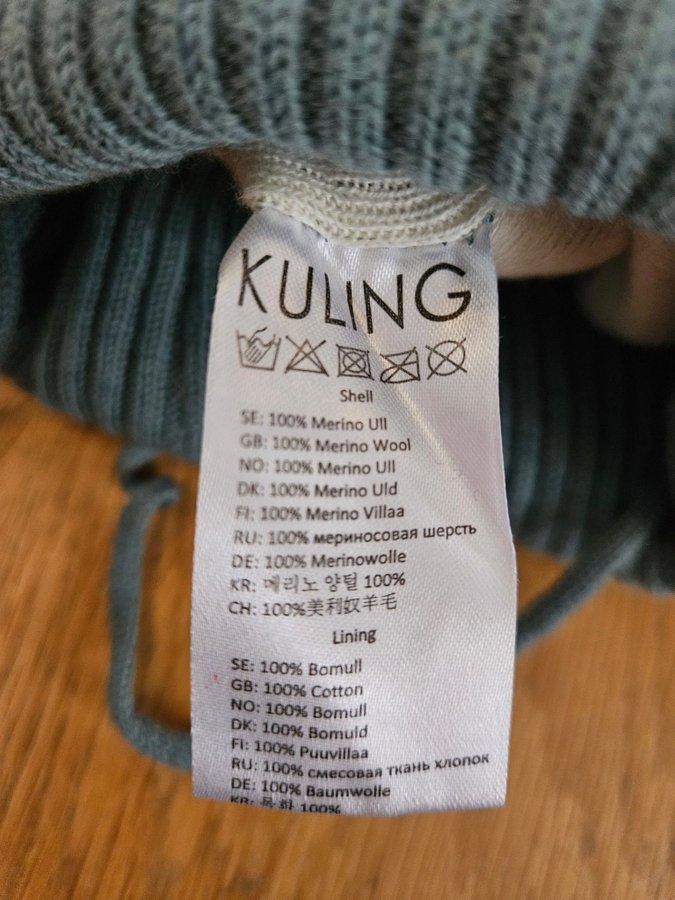 KULING
Shell
SE: 100% Merino Ull
GB: 100% Merino Wool
NO: 100% Merino Ull
DK: 100% Merino Uld
FI: 100% Merino Villaa
RU: 100% мериносовая шерсть
DE: 100% Merinowolle
KR: 메리노 양털 100%
CH: 100%美利奴羊毛
Lining
SE: 100% Bomull
GB: 100% Cotton
NO: 100% Bomull
DK: 100% Bomuld
FI: 100% Puuvillaa
RU: 100% смесовая ткань хлопок
DE: 100% Baumwolle
KR: 100%